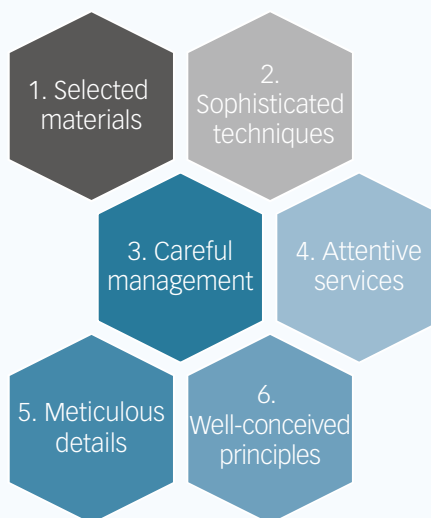 1. Selected
materials
2.
Sophisticated
techniques
3. Careful
management
4. Attentive
services
5. Meticulous
details
6.
Well-conceived
principles